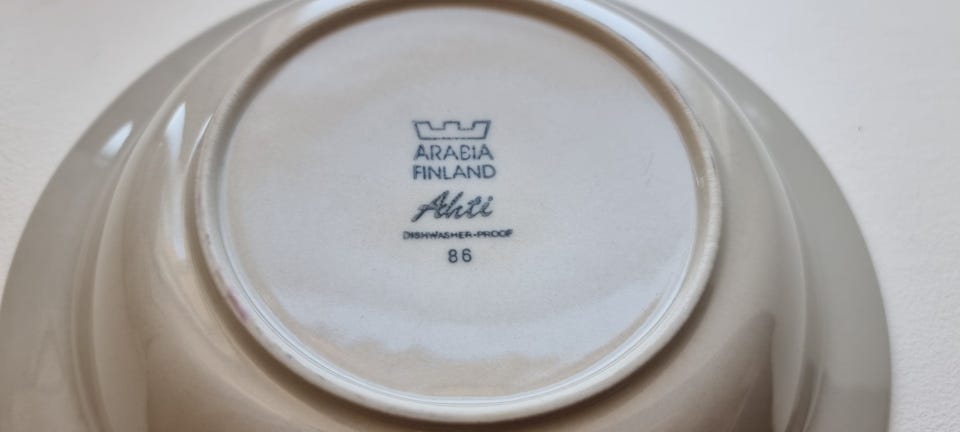 ARABIA
FINLAND
Ahti
DISHWASHER-PROOF
86